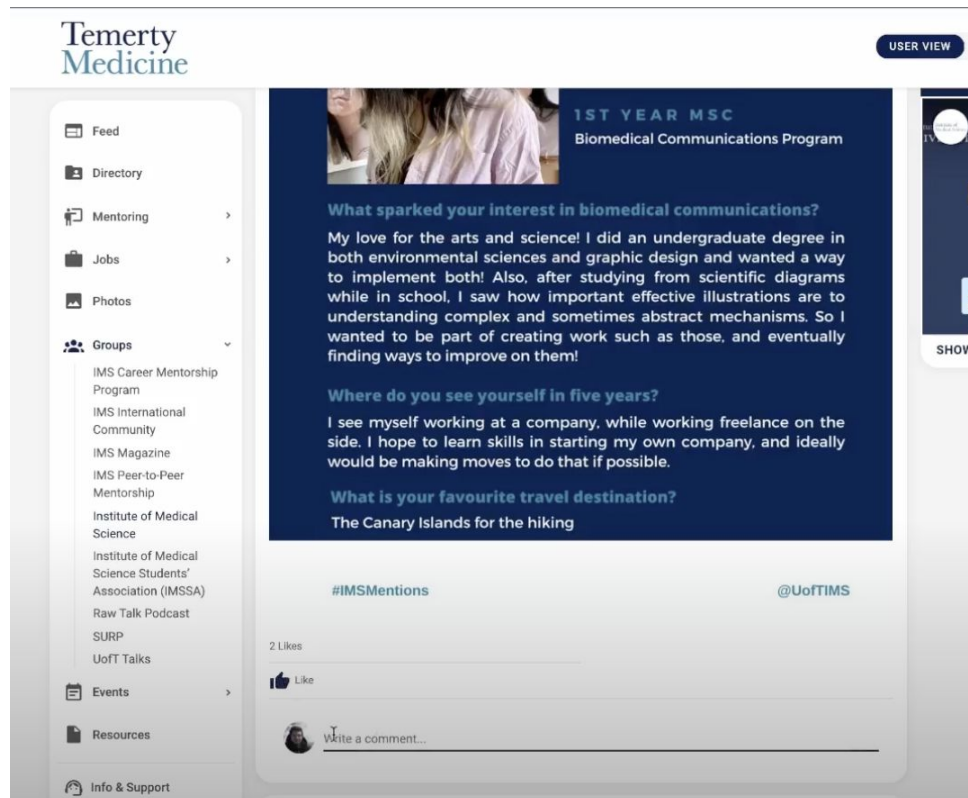 Temerty
Medicine
USER VIEW
Feed
Directory
Mentoring
Jobs
Photos
Groups
IMS Career Mentorship
Program
IMS International
Community
IMS Magazine
IMS Peer-to-Peer
Mentorship
Institute of Medical
Science
Institute of Medical
Science Students'
Association (IMSSA)
Raw Talk Podcast
SURP
UofT Talks
Events
Resources
Info & Support
1ST YEAR MSC
Biomedical Communications Program
What sparked your interest in biomedical communications?
My love for the arts and science! I did an undergraduate degree in
both environmental sciences and graphic design and wanted a way
to implement both! Also, after studying from scientific diagrams
while in school, I saw how important effective illustrations are to
understanding complex and sometimes abstract mechanisms. So I
wanted to be part of creating work such as those, and eventually
finding ways to improve on them!
Where do you see yourself in five years?
I see myself working at a company, while working freelance on the
side. I hope to learn skills in starting my own company, and ideally
would be making moves to do that if possible.
What is your favourite travel destination?
The Canary Islands for the hiking
#IMSMentions
@UofTIMS
2 Likes
Like
Write a comment...
SHOW